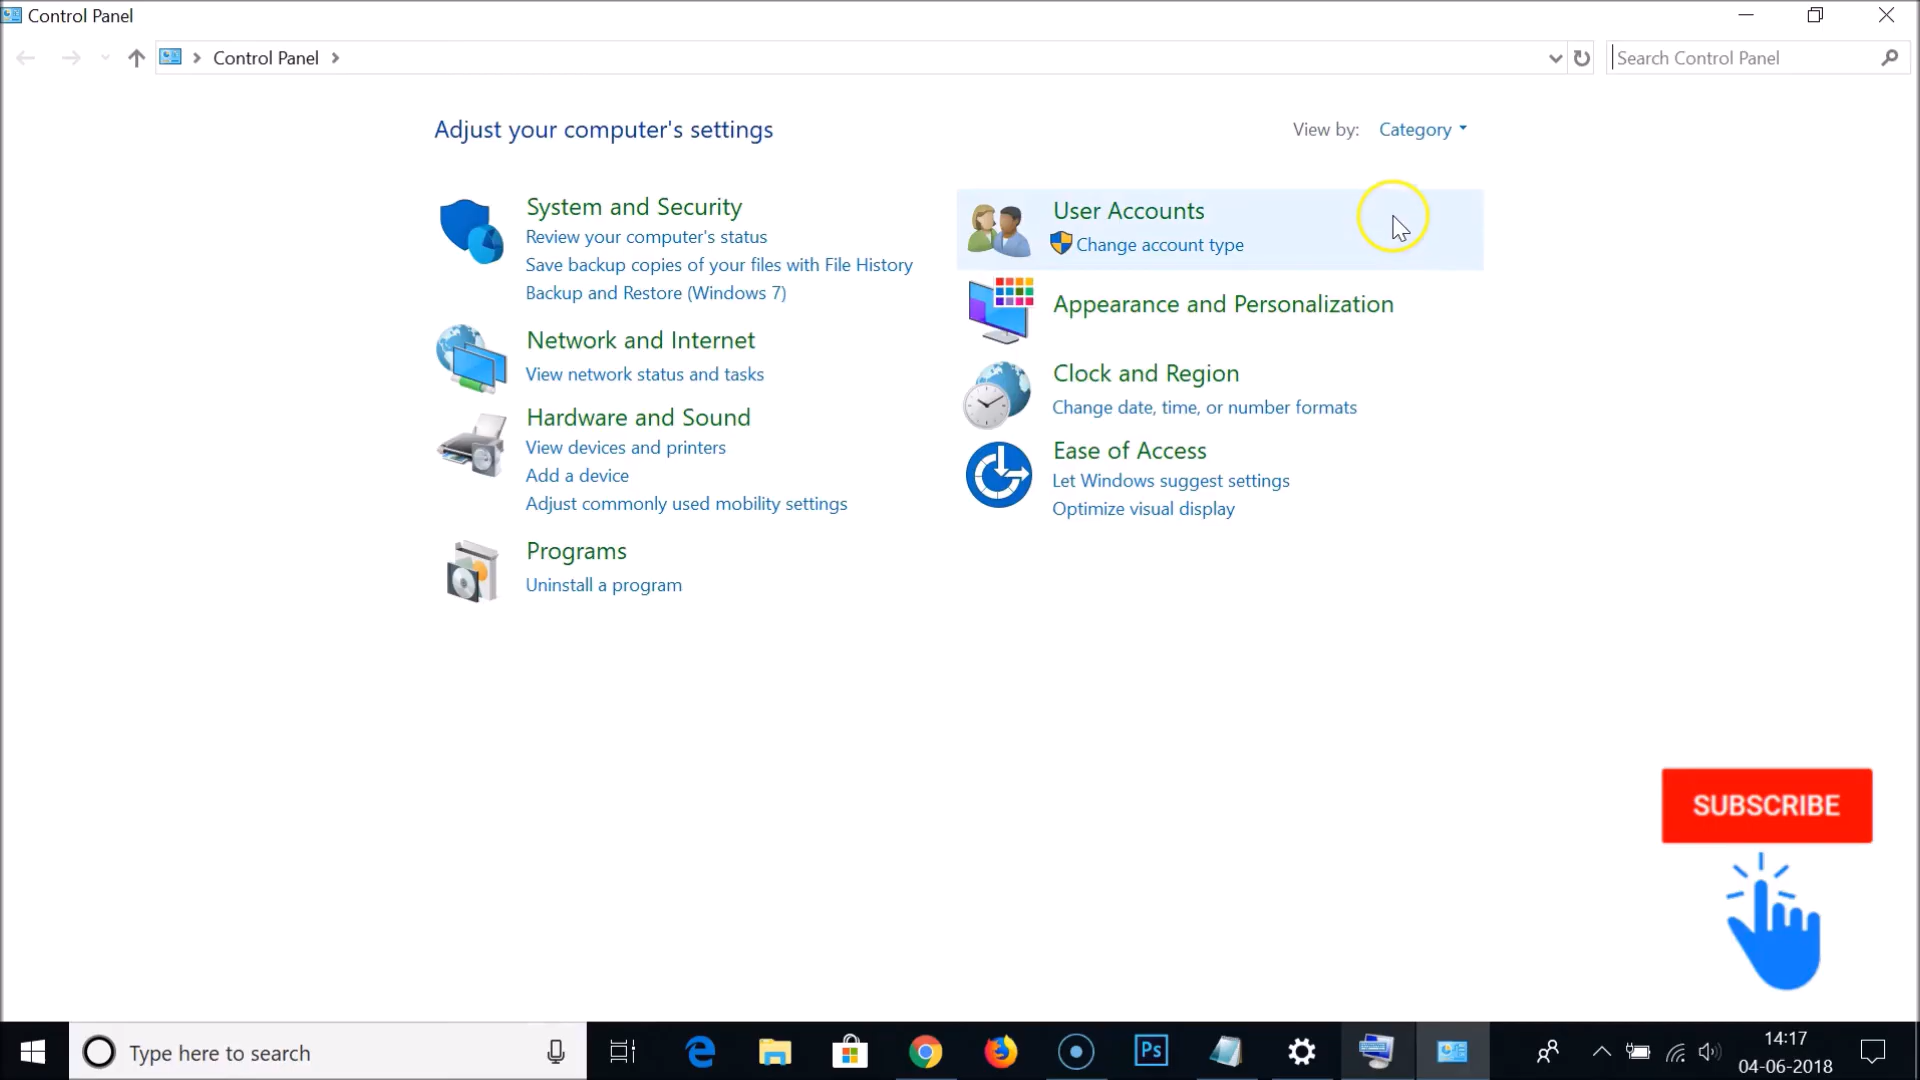 Control Panel
Control Panel
Search Control Panel
Adjust your computer's settings
View by: Category
System and Security
Review your computer's status
Save backup copies of your files with File History
Backup and Restore (Windows 7)
Network and Internet
View network status and tasks
Hardware and Sound
View devices and printers
Add a device
Adjust commonly used mobility settings
Programs
Uninstall a program
User Accounts
Change account type
Appearance and Personalization
Clock and Region
Change date, time, or number formats
Ease of Access
Let Windows suggest settings
Optimize visual display
SUBSCRIBE
Type here to search
Ps
14:17
04-06-2018